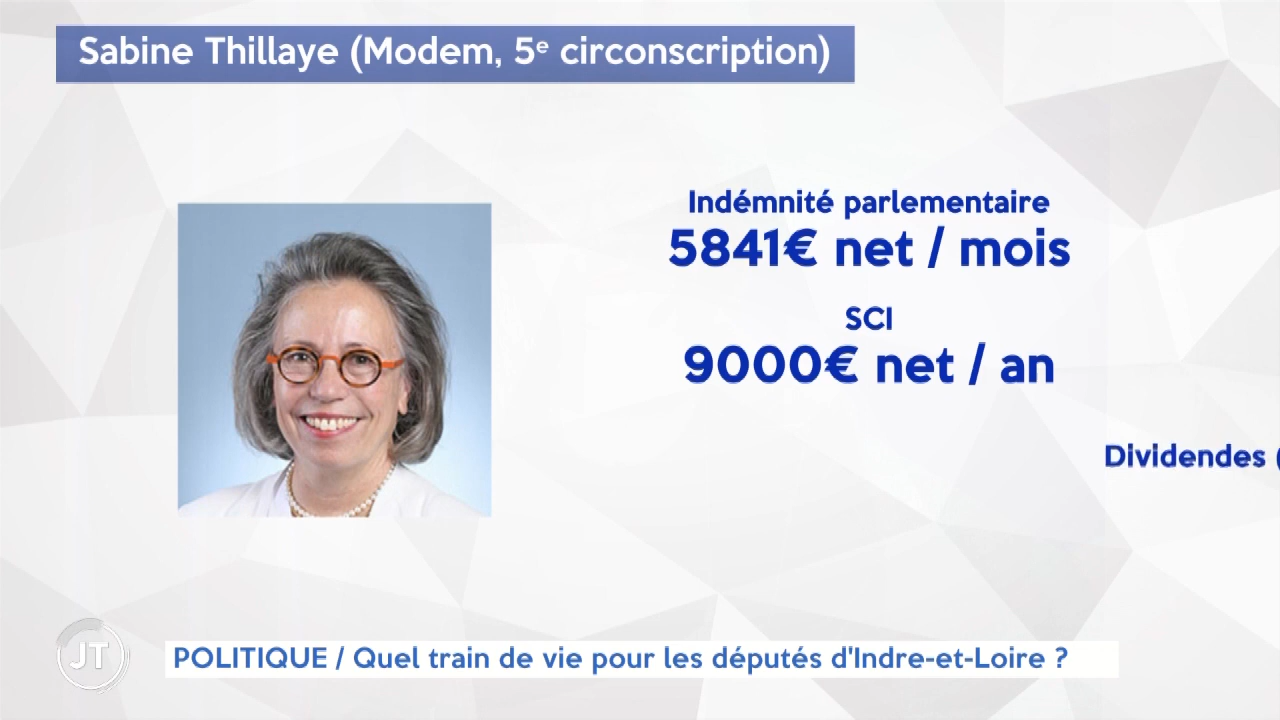 Sabine Thillaye (Modem, 5e circonscription)
Indémnité parlementaire
5841€ net / mois
SCI
9000€ net / an
Dividendes (
JT
POLITIQUE / Quel train de vie pour les députés d'Indre-et-Loire ?